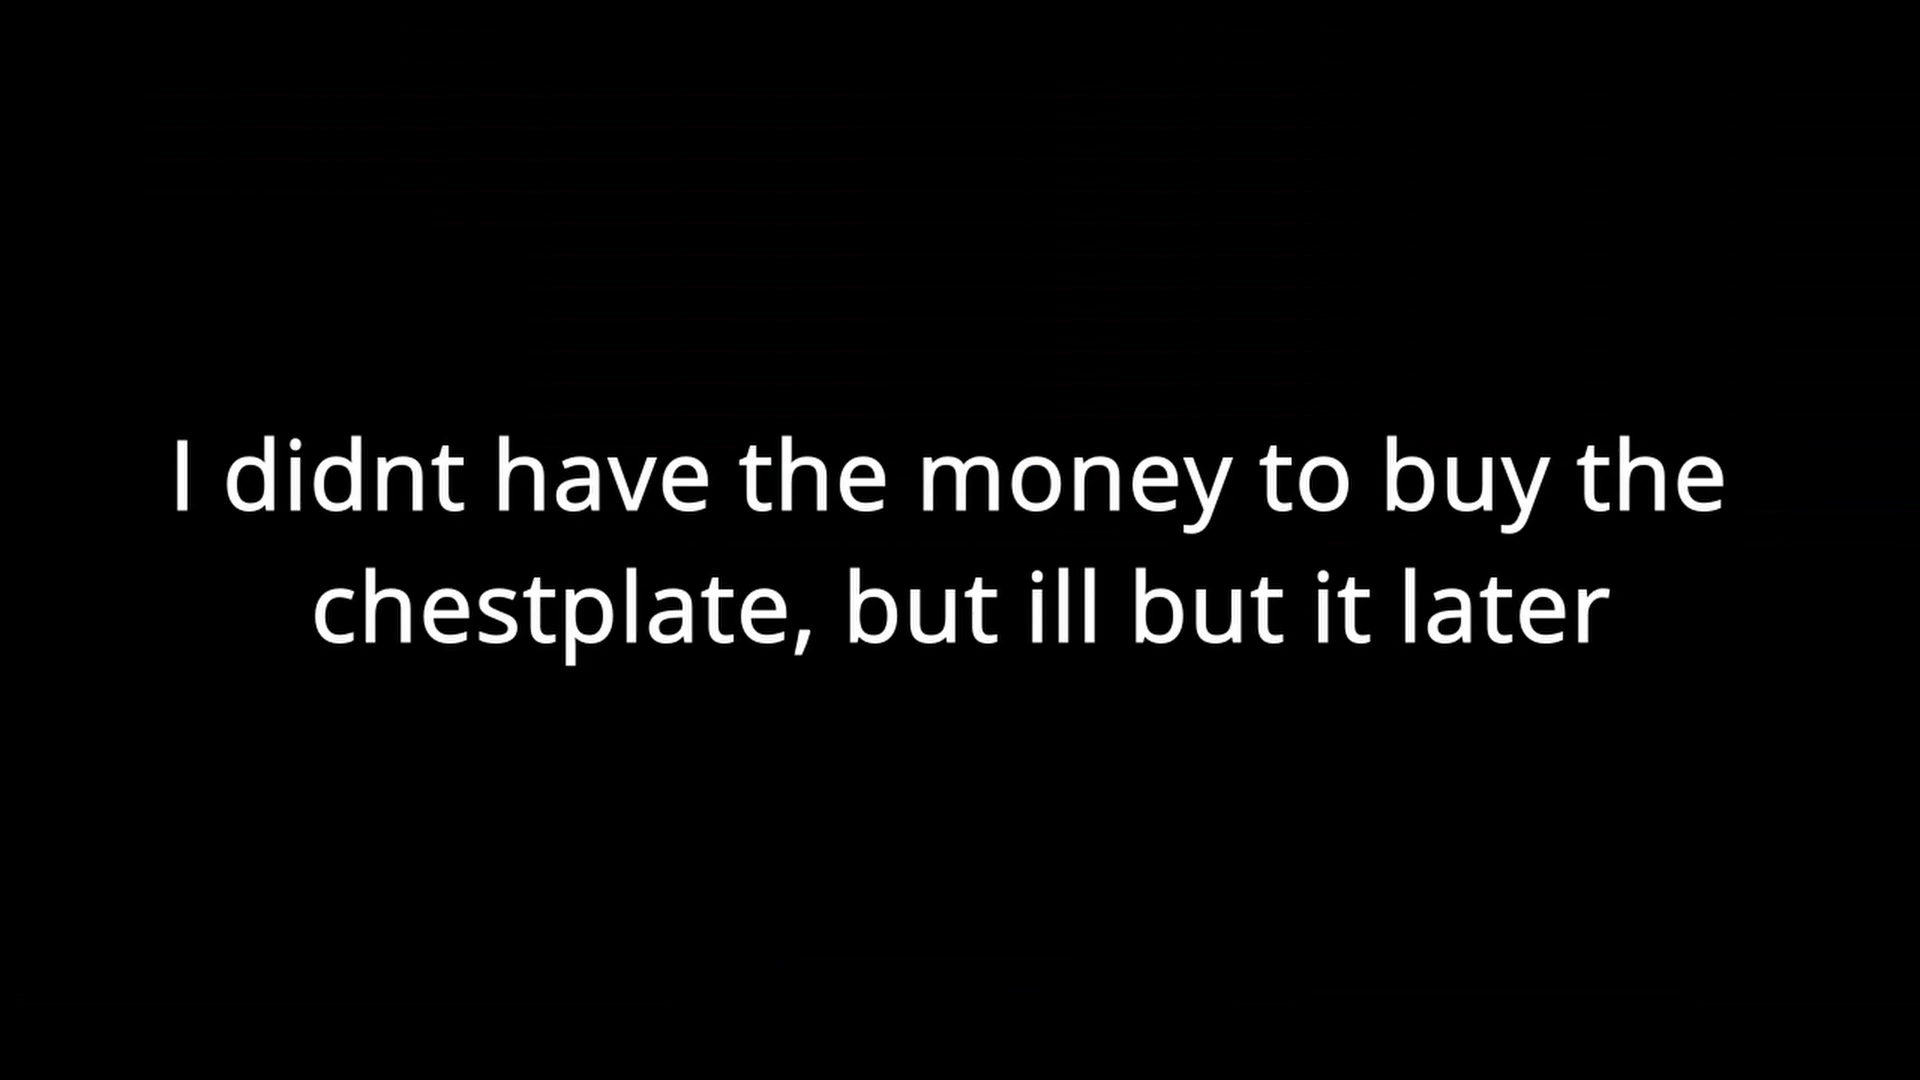 I didnt have the money to buy the
chestplate, but ill but it later